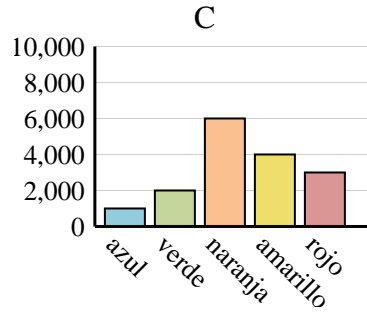 C
10,000
8,000
6,000
4,000
2,000
0
azul
verde
naranja
amarillo
rojo